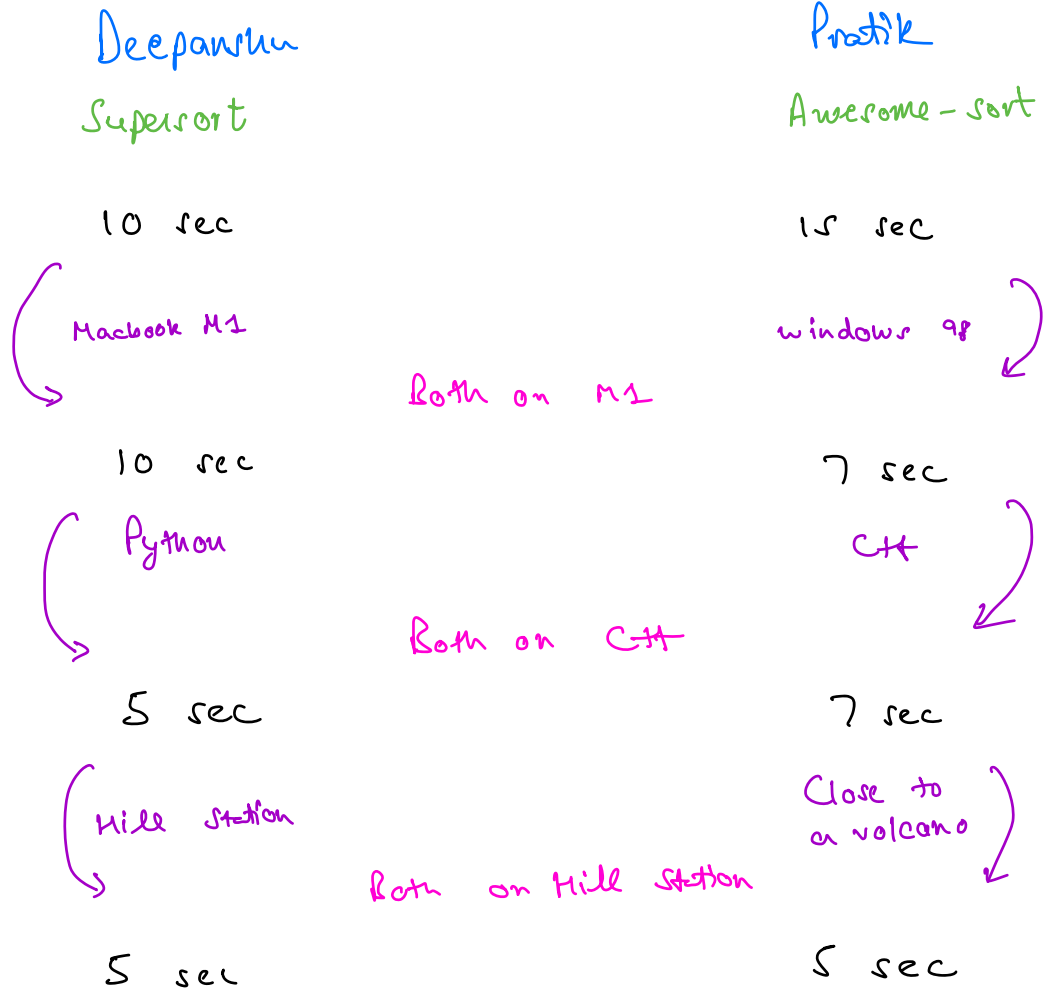 Deepanshu Pratik
Supersort Awesome-sort
10 sec 15 sec
Macbook M1 windows 98
Both on M1
10 sec 7 sec
Python C++
Both on C++
5 sec 7 sec
Close to
Hill station a volcano
Both on Hill station
5 sec 5 sec